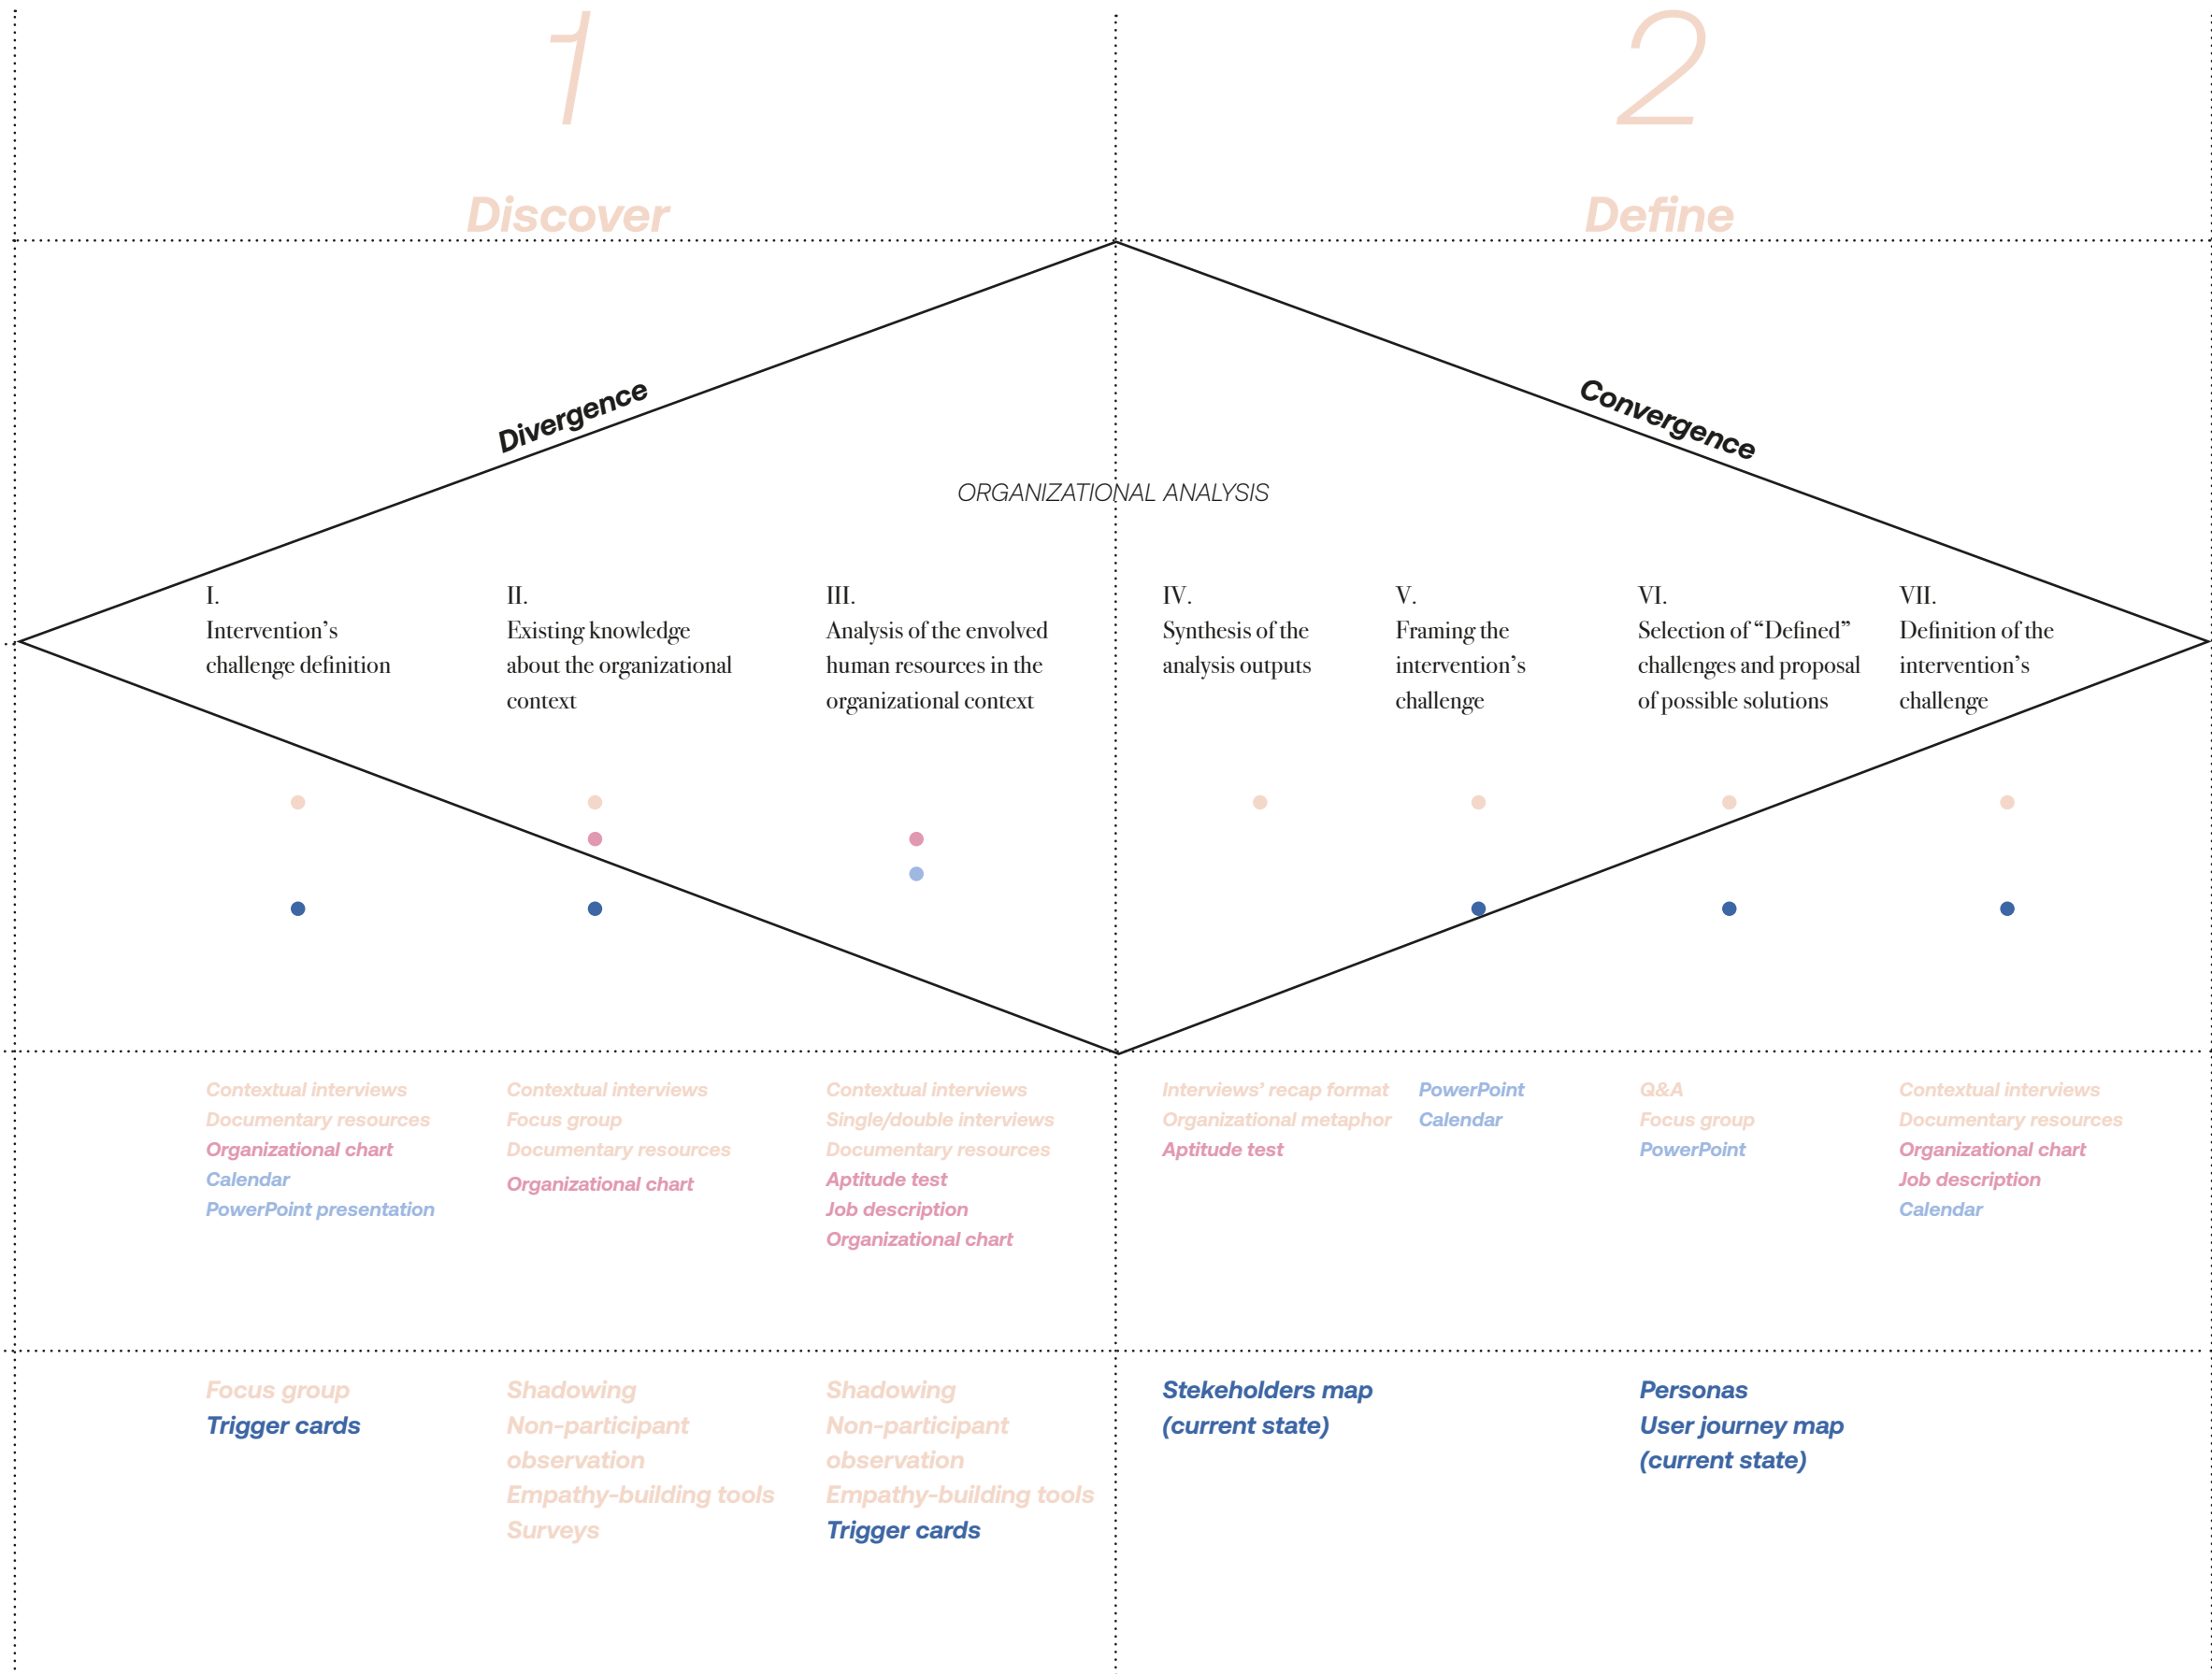 1
2
Discover
Define
Divergence
Convergence
ORGANIZATIONAL ANALYSIS
I.
Intervention’s
challenge definition
II.
Existing knowledge
about the organizational
context
III.
Analysis of the envolved
human resources in the
organizational context
IV.
Synthesis of the
analysis outputs
V.
Framing the
intervention’s
challenge
VI.
Selection of “Defined”
challenges and proposal
of possible solutions
VII.
Definition of the
intervention’s
challenge
Contextual interviews
Documentary resources
Organizational chart
Calendar
PowerPoint presentation
Contextual interviews
Focus group
Documentary resources
Organizational chart
Contextual interviews
Single/double interviews
Documentary resources
Aptitude test
Job description
Organizational chart
Interviews’ recap format
Organizational metaphor
Aptitude test
PowerPoint
Calendar
Q&A
Focus group
PowerPoint
Contextual interviews
Documentary resources
Organizational chart
Job description
Calendar
Focus group
Trigger cards
Shadowing
Non-participant
observation
Empathy-building tools
Surveys
Shadowing
Non-participant
observation
Empathy-building tools
Trigger cards
Stekeholders map
(current state)
Personas
User journey map
(current state)